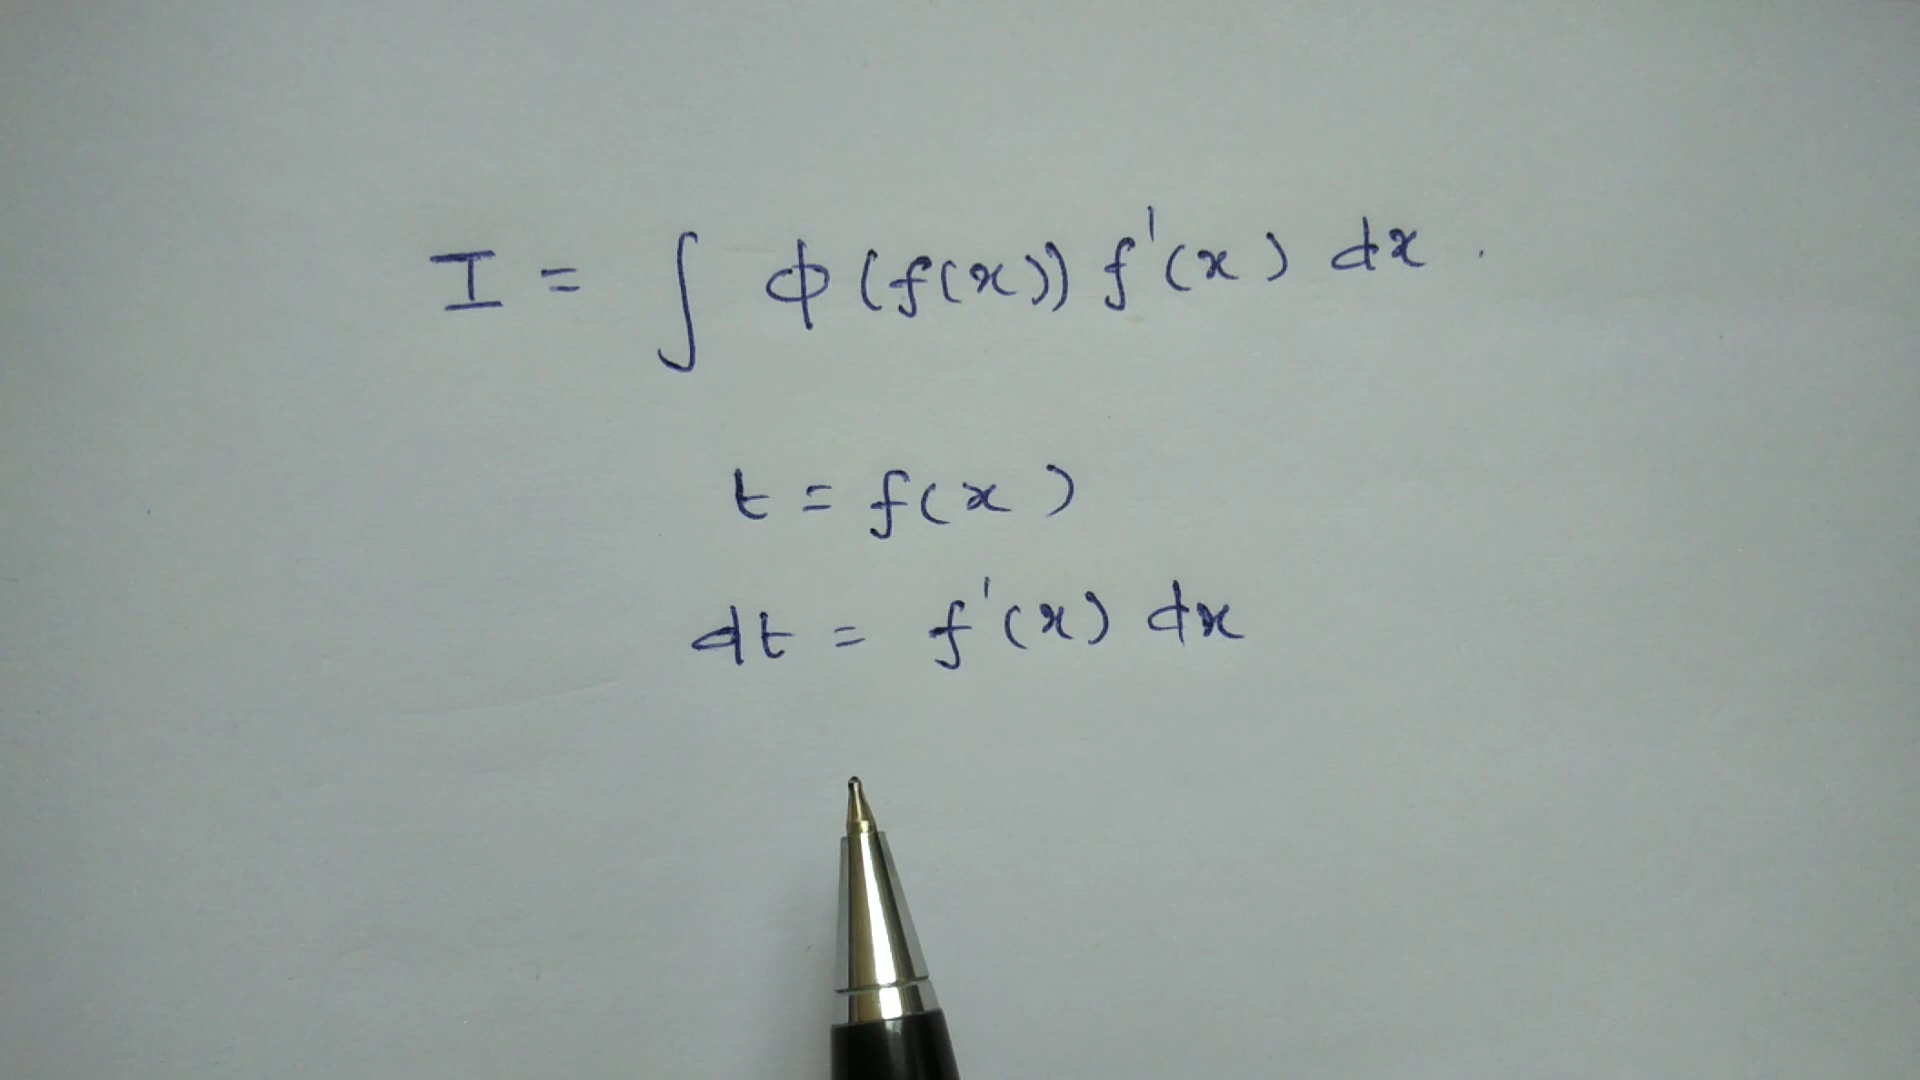 I = ∫ ϕ(f(x)) f'(x) dx .
t = f(x)
dt = f'(x) dx